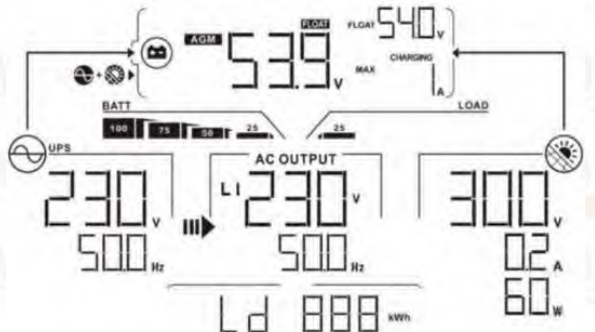 FLOAT FLOAT 54.0 V
AGM 53.9 V
MAX CHARGING 1 A
BATT LOAD
100 75 50 25 25
UPS AC OUTPUT
230 V L1 230 V 300 V
50.0 Hz 50.0 Hz 0.2 A
60 W
Ld 888 kWh